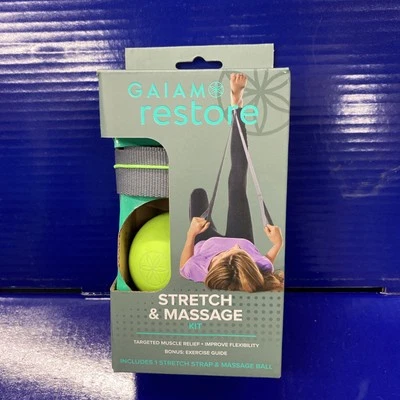 GAIAM
restore
STRETCH
& MASSAGE
KIT
TARGETED MUSCLE RELIEF • IMPROVE FLEXIBILITY
BONUS: EXERCISE GUIDE
INCLUDES 1 STRETCH STRAP & MASSAGE BALL